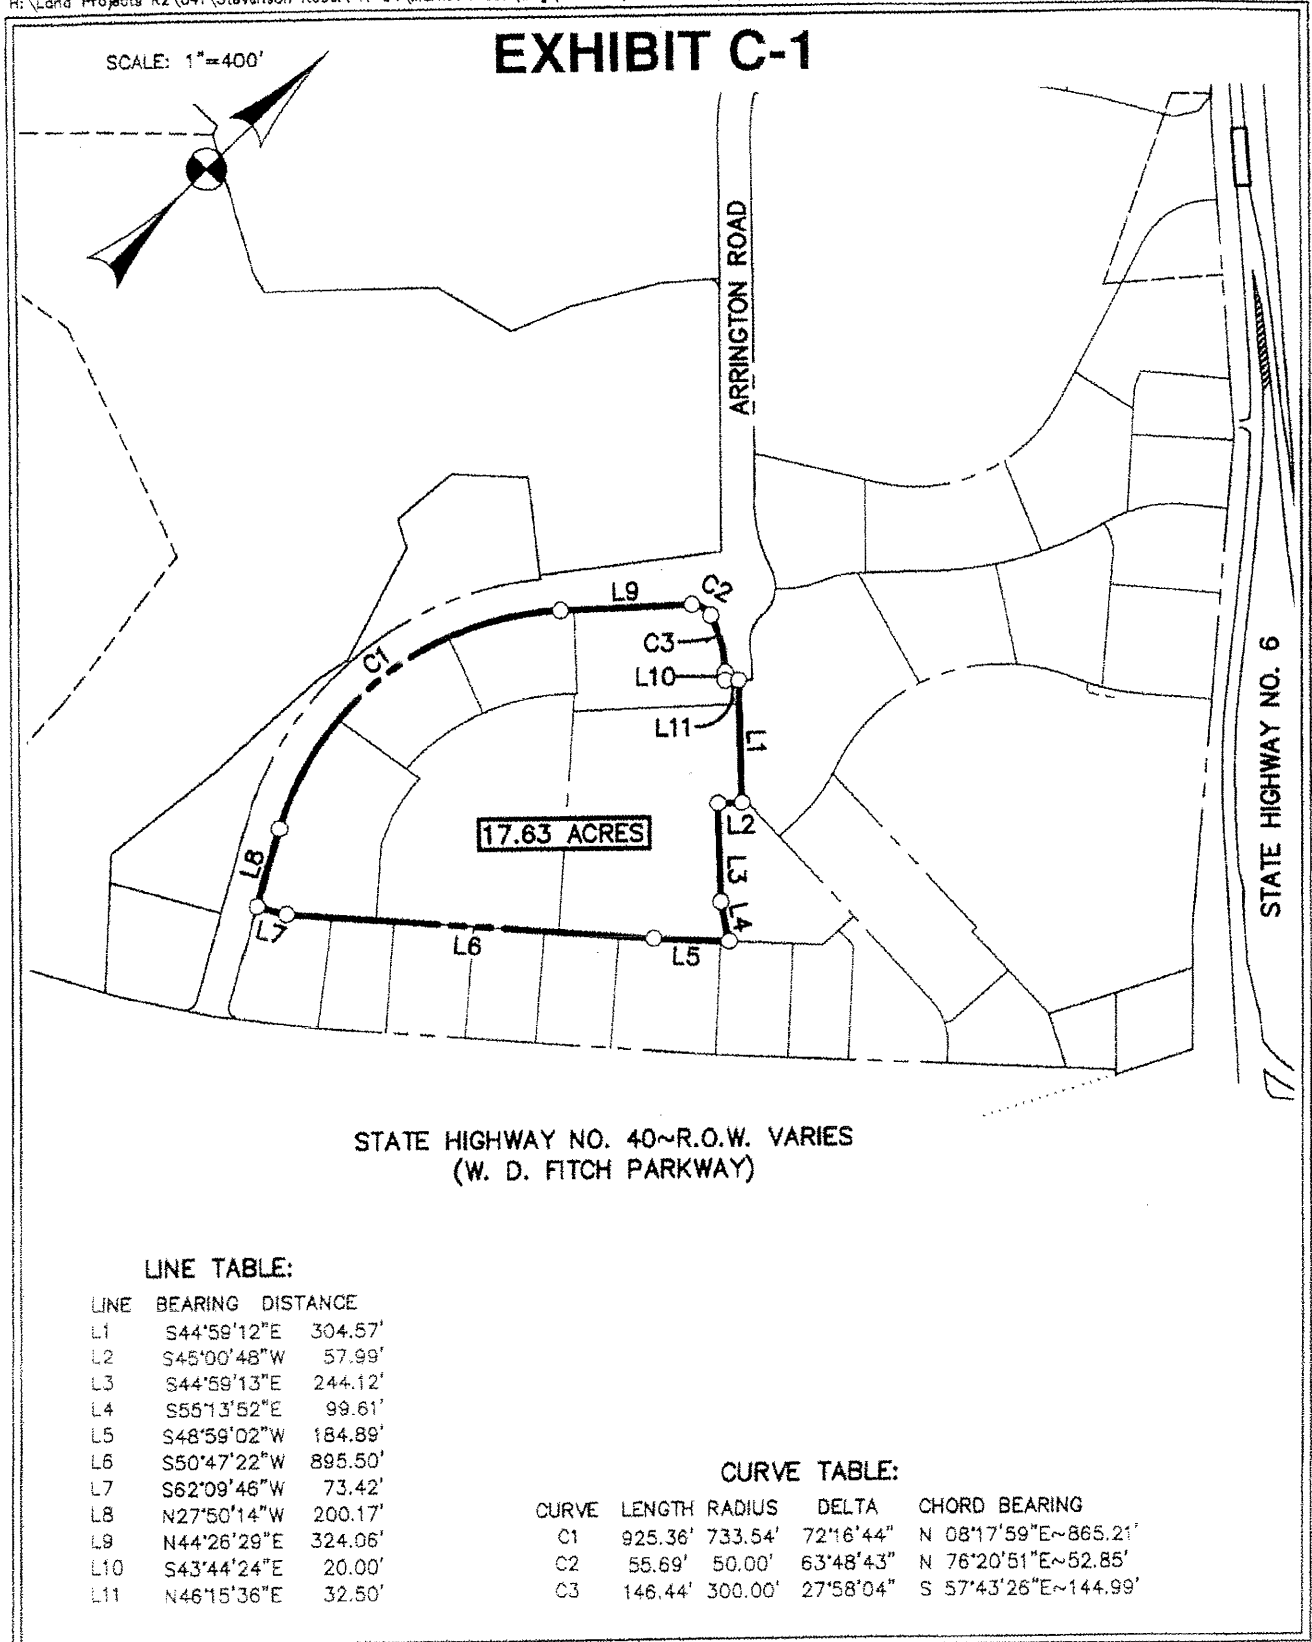 EXHIBIT C-1
SCALE: 1"=400'
ARRINGTON ROAD
L9
C2
C3
C1
L10
L11
L1
STATE HIGHWAY NO. 6
17.63 ACRES
L2
L8
L3
L4
L7
L6
L5
STATE HIGHWAY NO. 40~R.O.W. VARIES
(W. D. FITCH PARKWAY)
LINE TABLE:
LINE BEARING DISTANCE
L1 S44°59'12"E 304.57'
L2 S45°00'48"W 57.99'
L3 S44°59'13"E 244.12'
L4 S55°13'52"E 99.61'
L5 S48°59'02"W 184.89'
L6 S50°47'22"W 895.50'
L7 S62°09'46"W 73.42'
L8 N27°50'14"W 200.17'
L9 N44°26'29"E 324.06'
L10 S43°44'24"E 20.00'
L11 N46°15'36"E 32.50'
CURVE TABLE:
CURVE LENGTH RADIUS DELTA CHORD BEARING
C1 925.36' 733.54' 72°16'44" N 08°17'59"E~865.21'
C2 55.69' 50.00' 63°48'43" N 76°20'51"E~52.85'
C3 146.44' 300.00' 27°58'04" S 57°43'26"E~144.99'